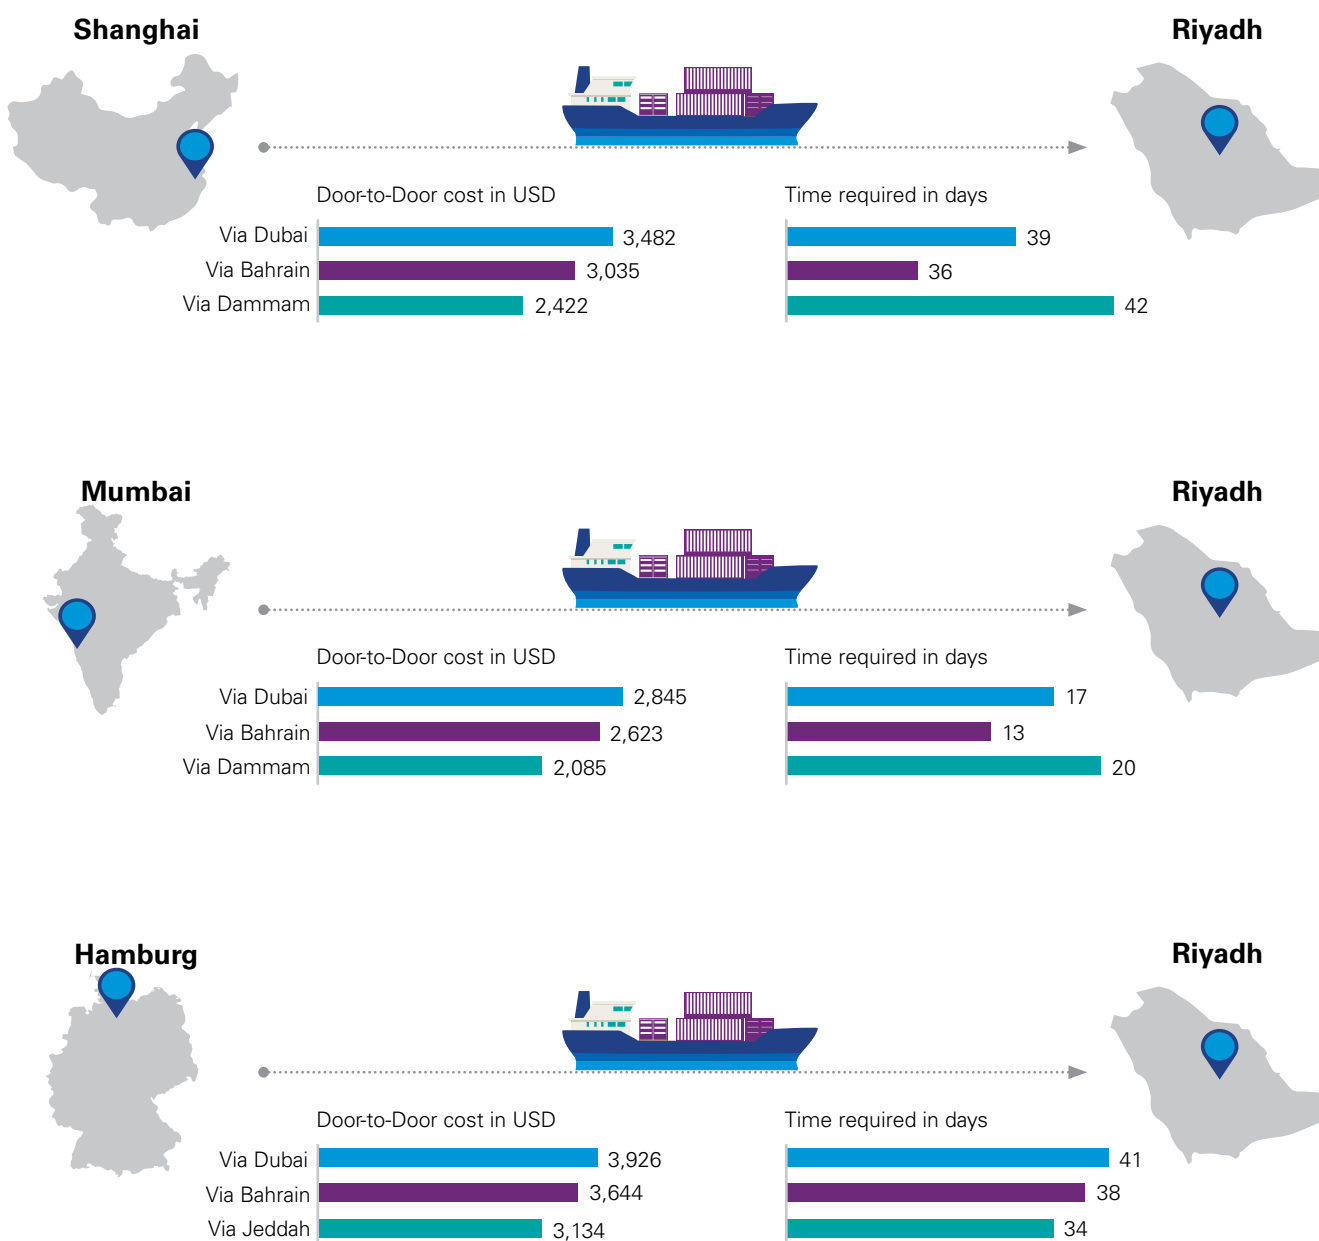 Shanghai
Riyadh
Door-to-Door cost in USD
Time required in days
Via Dubai 3,482 39
Via Bahrain 3,035 36
Via Dammam 2,422 42
Mumbai
Riyadh
Door-to-Door cost in USD
Time required in days
Via Dubai 2,845 17
Via Bahrain 2,623 13
Via Dammam 2,085 20
Hamburg
Riyadh
Door-to-Door cost in USD
Time required in days
Via Dubai 3,926 41
Via Bahrain 3,644 38
Via Jeddah 3,134 34